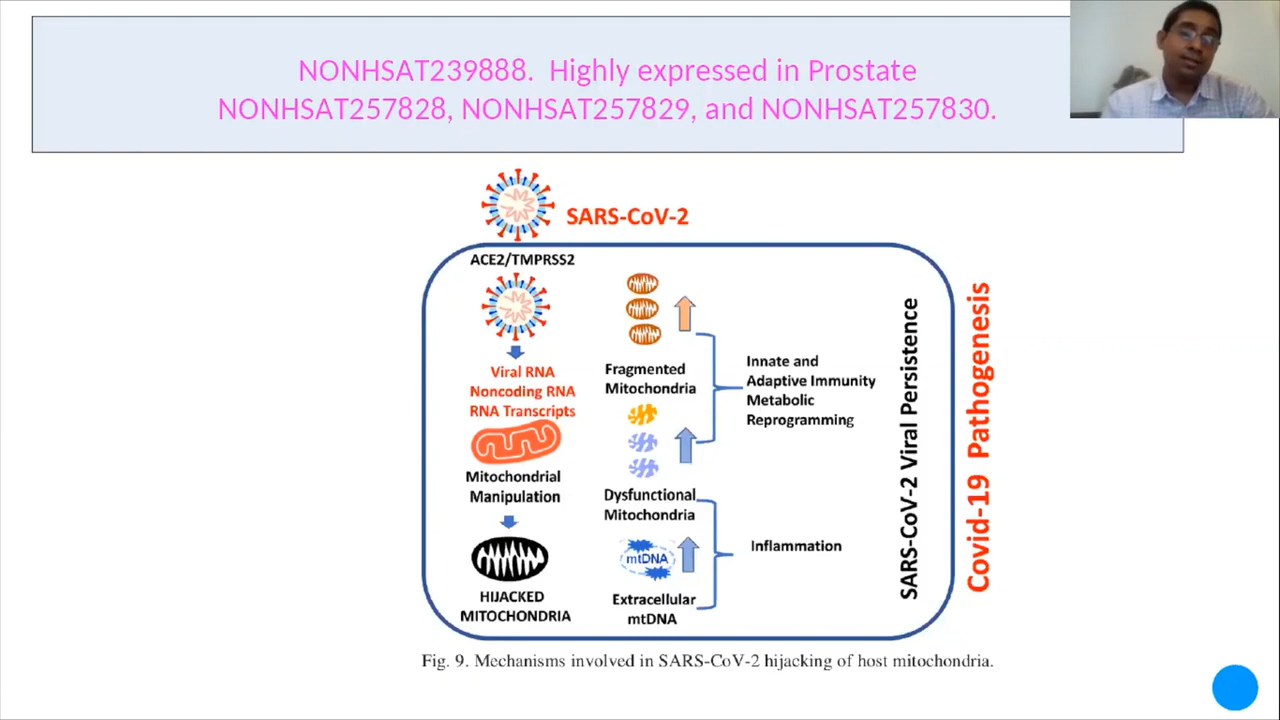 NONHSAT239888.  Highly expressed in Prostate
NONHSAT257828, NONHSAT257829, and NONHSAT257830.
SARS-CoV-2
ACE2/TMPRSS2
Viral RNA
Noncoding RNA
RNA Transcripts
Mitochondrial
Manipulation
HIJACKED
MITOCHONDRIA
Fragmented
Mitochondria
Dysfunctional
Mitochondria
mtDNA
Extracellular
mtDNA
Innate and
Adaptive Immunity
Metabolic
Reprogramming
Inflammation
SARS-CoV-2 Viral Persistence
Covid-19 Pathogenesis
Fig. 9. Mechanisms involved in SARS-CoV-2 hijacking of host mitochondria.